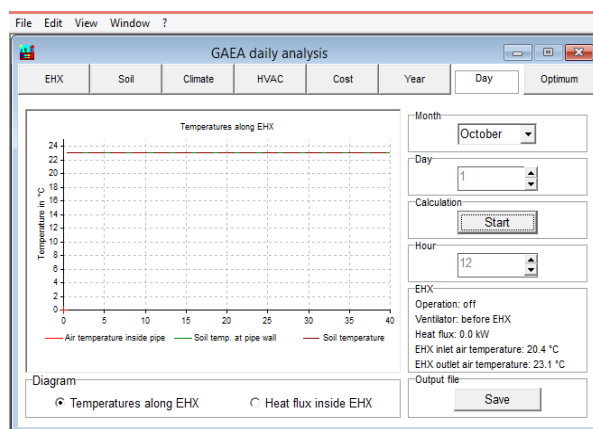 File Edit View Window ?
GAEA daily analysis
EHX Soil Climate HVAC Cost Year Day Optimum
Temperatures along EHX
Temperature in °C
24
22
20
18
16
14
12
10
8
6
4
2
0
0 5 10 15 20 25 30 35 40
Air temperature inside pipe Soil temp. at pipe wall Soil temperature
Diagram
Temperatures along EHX Heat flux inside EHX
Month
October
Day
1
Calculation
Start
Hour
12
EHX
Operation: off
Ventilator: before EHX
Heat flux: 0.0 kW
EHX inlet air temperature: 20.4 °C
EHX outlet air temperature: 23.1 °C
Output file
Save